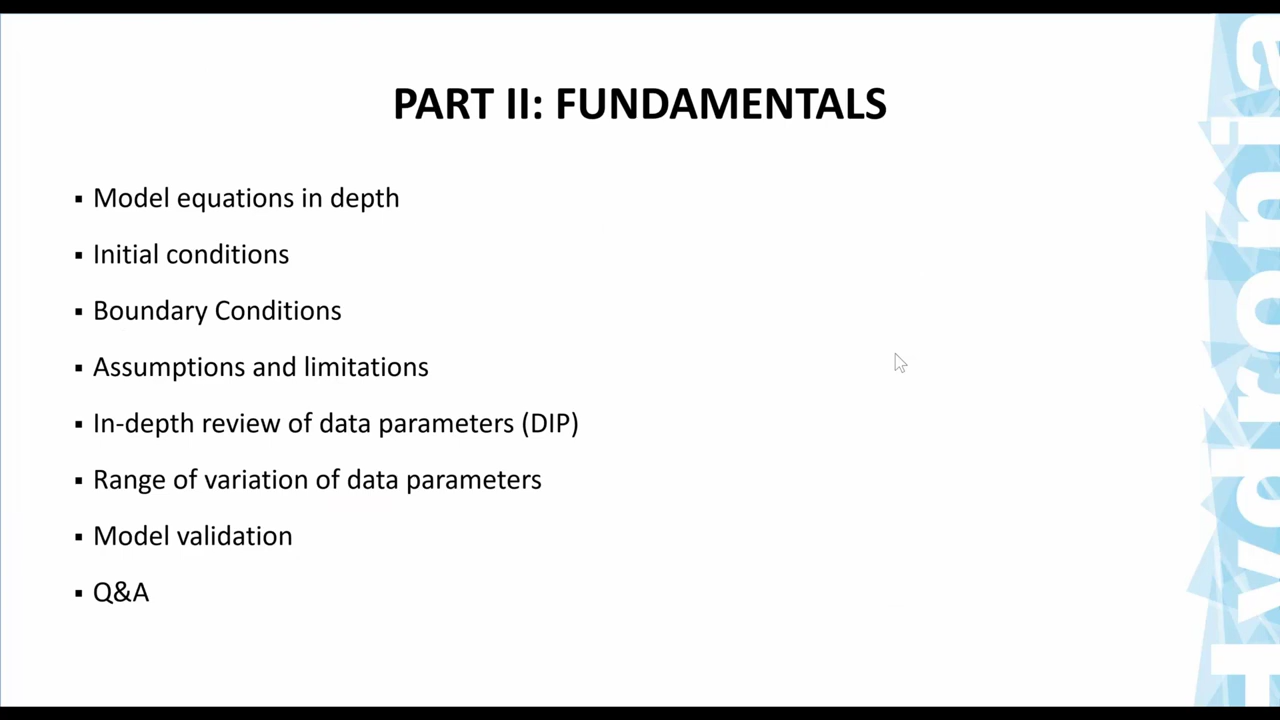 PART II: FUNDAMENTALS
▪ Model equations in depth
▪ Initial conditions
▪ Boundary Conditions
▪ Assumptions and limitations
▪ In-depth review of data parameters (DIP)
▪ Range of variation of data parameters
▪ Model validation
▪ Q&A
Hydronia